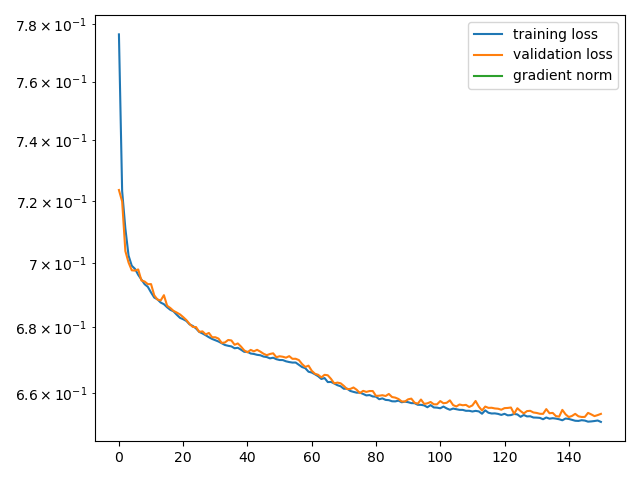 7.8 × 10⁻¹
7.6 × 10⁻¹
7.4 × 10⁻¹
7.2 × 10⁻¹
7 × 10⁻¹
6.8 × 10⁻¹
6.6 × 10⁻¹
training loss
validation loss
gradient norm
0 20 40 60 80 100 120 140